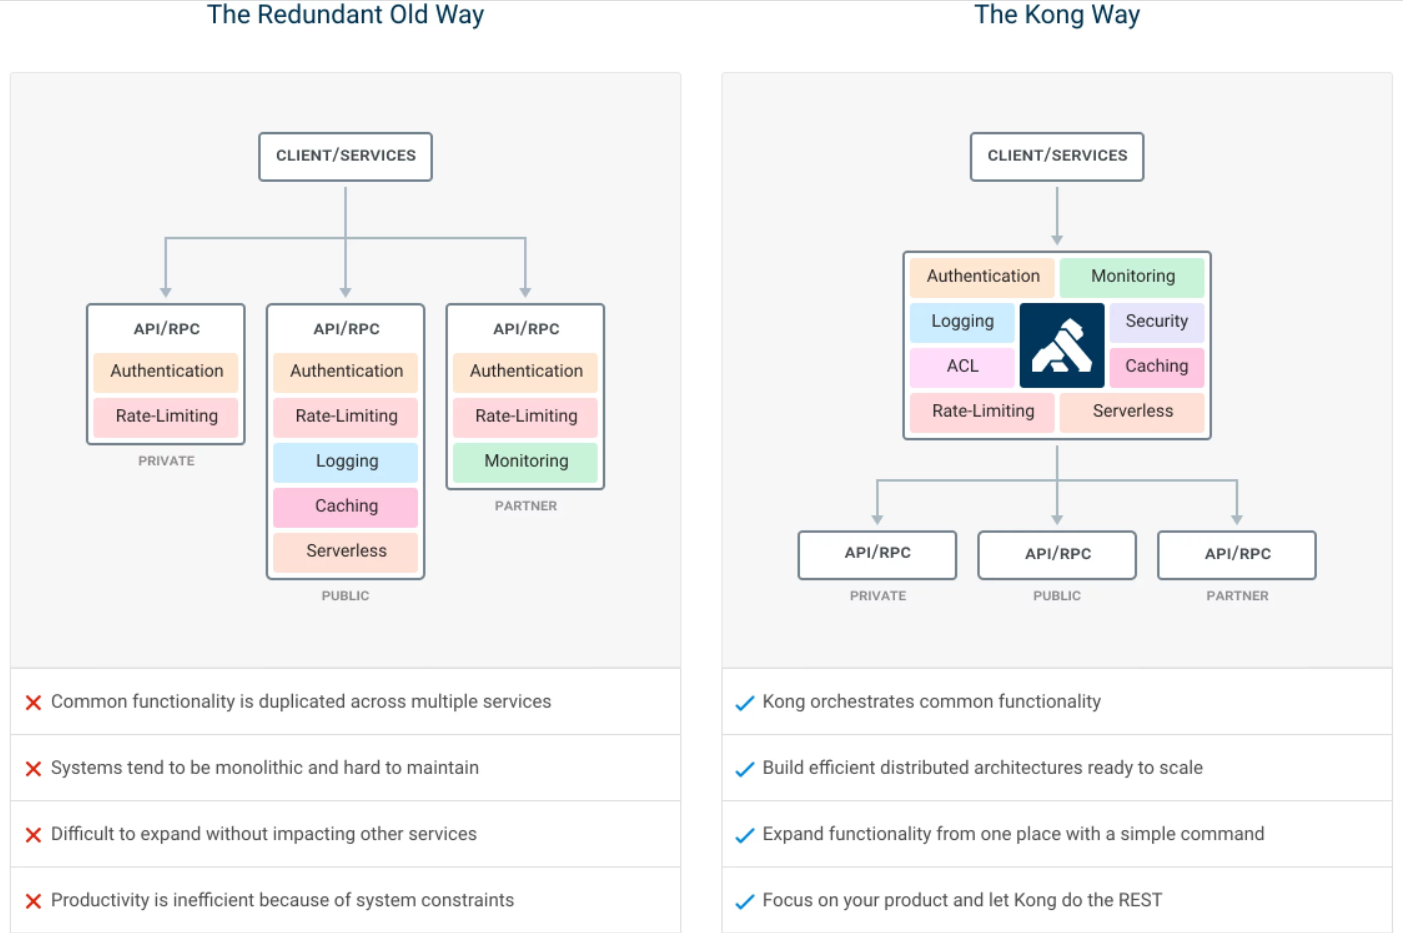 The Redundant Old Way
CLIENT/SERVICES
API/RPC
Authentication
Rate-Limiting
PRIVATE
API/RPC
Authentication
Rate-Limiting
Logging
Caching
Serverless
PUBLIC
API/RPC
Authentication
Rate-Limiting
Monitoring
PARTNER
Common functionality is duplicated across multiple services
Systems tend to be monolithic and hard to maintain
Difficult to expand without impacting other services
Productivity is inefficient because of system constraints
The Kong Way
CLIENT/SERVICES
Authentication
Monitoring
Logging
Security
ACL
Caching
Rate-Limiting
Serverless
API/RPC
PRIVATE
API/RPC
PUBLIC
API/RPC
PARTNER
Kong orchestrates common functionality
Build efficient distributed architectures ready to scale
Expand functionality from one place with a simple command
Focus on your product and let Kong do the REST